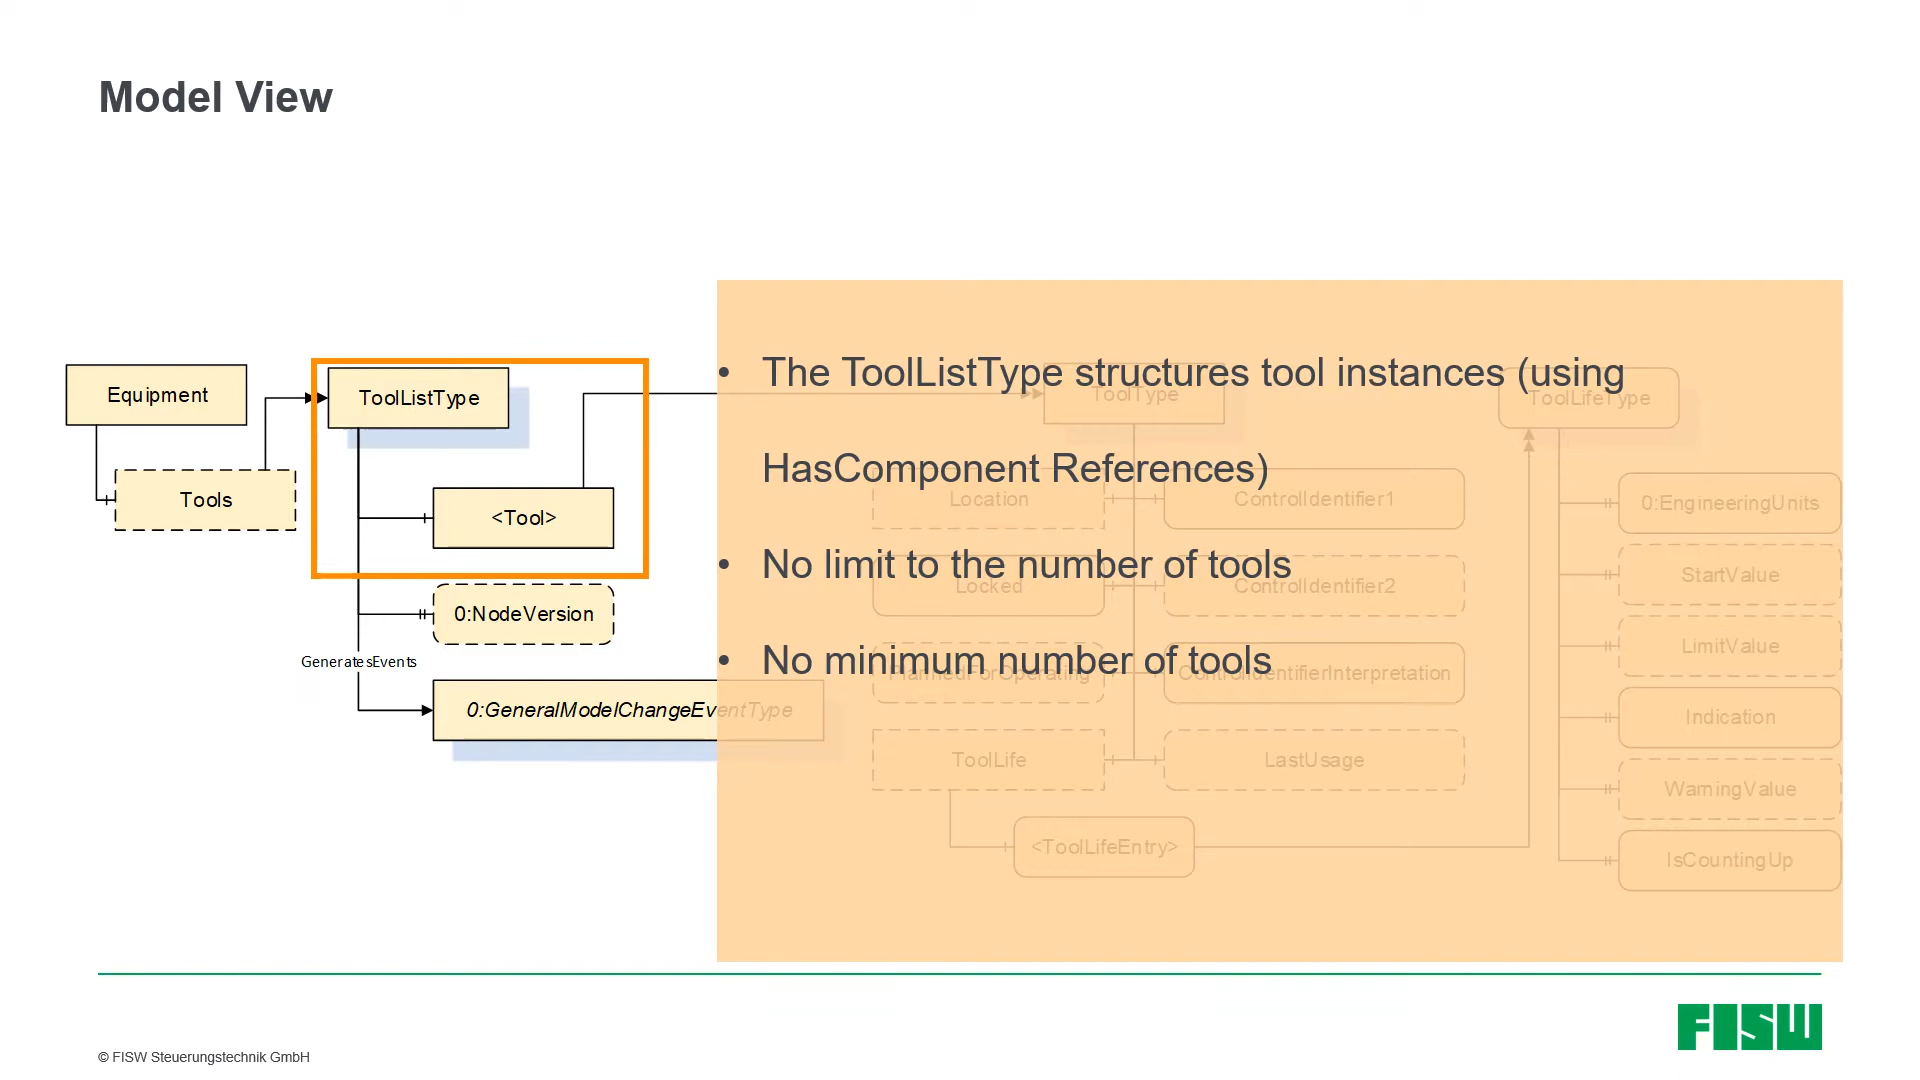 Model View
Equipment
Tools
ToolListType
<Tool>
0:NodeVersion
GeneratesEvents
0:GeneralModelChangeEventType
• The ToolListType structures tool instances (using
HasComponent References)
• No limit to the number of tools
• No minimum number of tools
ToolType
Location
ControlIdentifier1
Locked
ControlIdentifier2
PlannedForOperating
ControlIdentifierInterpretation
ToolLife
LastUsage
<ToolLifeEntry>
ToolLifeType
0:EngineeringUnits
StartValue
LimitValue
Indication
WarningValue
IsCountingUp
© FISW Steuerungstechnik GmbH
FISW